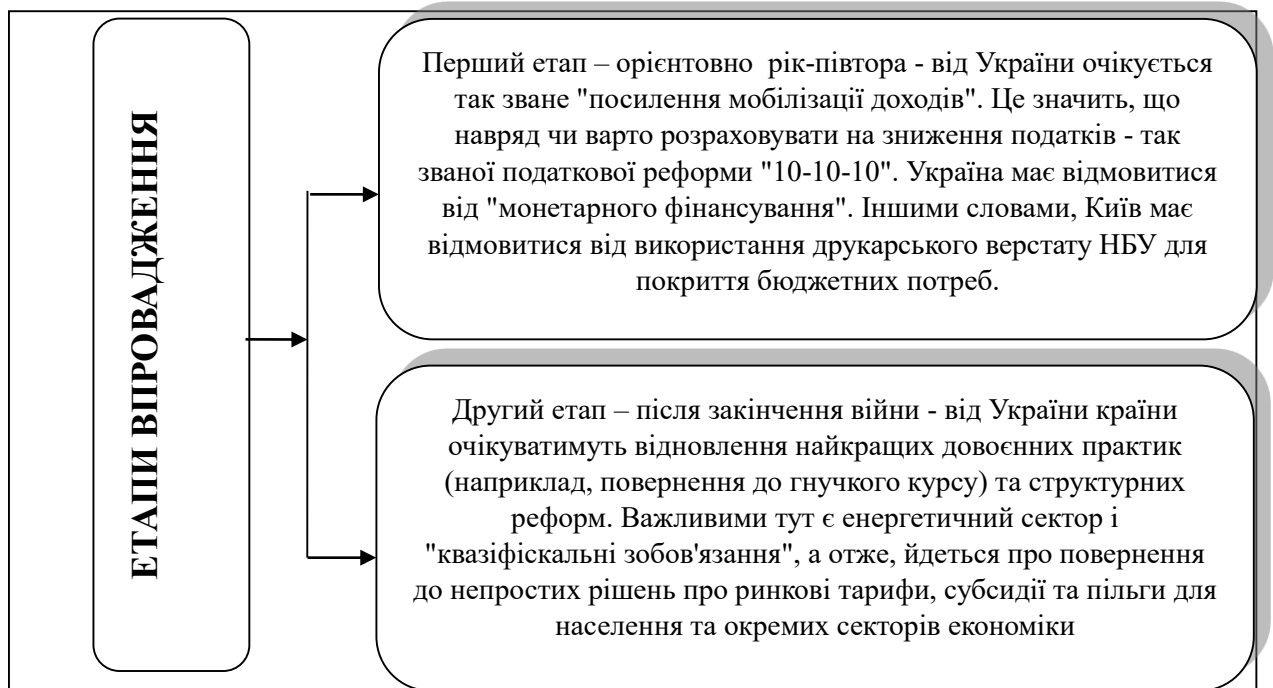 ЕТАПИ ВПРОВАДЖЕННЯ
Перший етап – орієнтовно рік-півтора - від України очікується
так зване "посилення мобілізації доходів". Це значить, що
навряд чи варто розраховувати на зниження податків - так
званої податкової реформи "10-10-10". Україна має відмовитися
від "монетарного фінансування". Іншими словами, Київ має
відмовитися від використання друкарського верстату НБУ для
покриття бюджетних потреб.
Другий етап – після закінчення війни - від України країни
очікуватимуть відновлення найкращих довоєнних практик
(наприклад, повернення до гнучкого курсу) та структурних
реформ. Важливими тут є енергетичний сектор і
"квазіфіскальні зобов'язання", а отже, йдеться про повернення
до непростих рішень про ринкові тарифи, субсидії та пільги для
населення та окремих секторів економіки